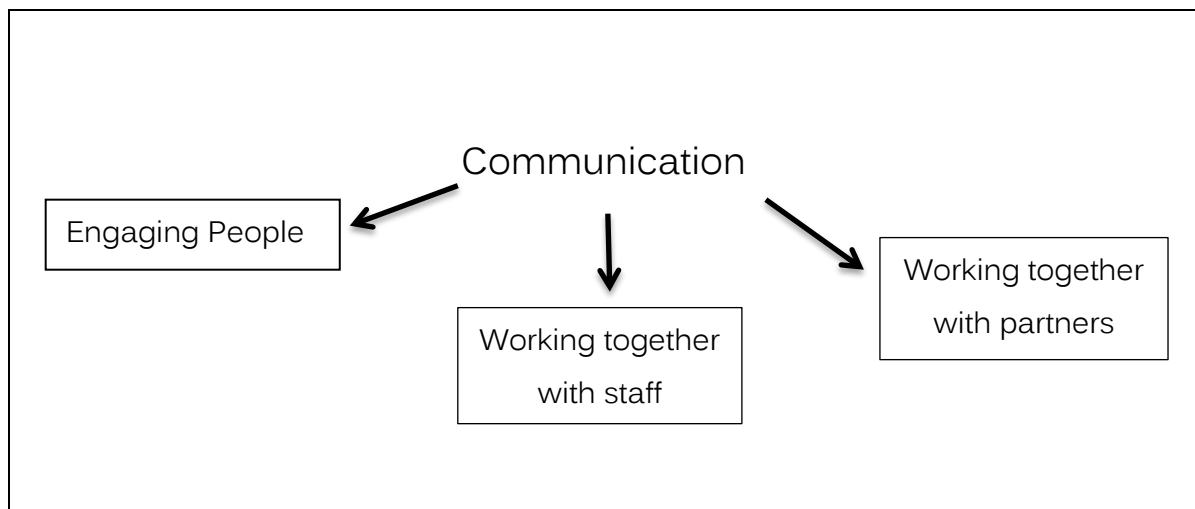 Communication
Engaging People
Working together
with staff
Working together
with partners